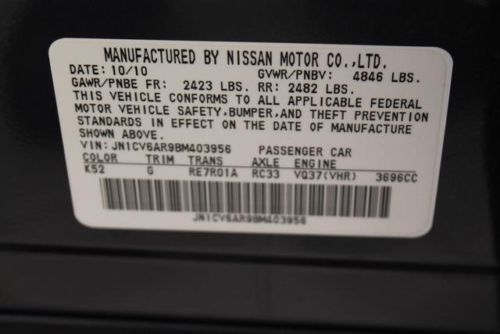 MANUFACTURED BY NISSAN MOTOR CO.,LTD.
DATE: 10/10 GVWR/PNBV: 4846 LBS.
GAWR/PNBE FR: 2423 LBS. RR: 2482 LBS.
THIS VEHICLE CONFORMS TO ALL APPLICABLE FEDERAL
MOTOR VEHICLE SAFETY,BUMPER,AND THEFT PREVENTION
STANDARDS IN EFFECT ON THE DATE OF MANUFACTURE
SHOWN ABOVE.
VIN: JN1CV6AR9BM403956 PASSENGER CAR
COLOR TRIM TRANS AXLE ENGINE
K52 G RE7R01A RC33 VQ37(VHR) 3696CC
JN1CV6AR9BM403956